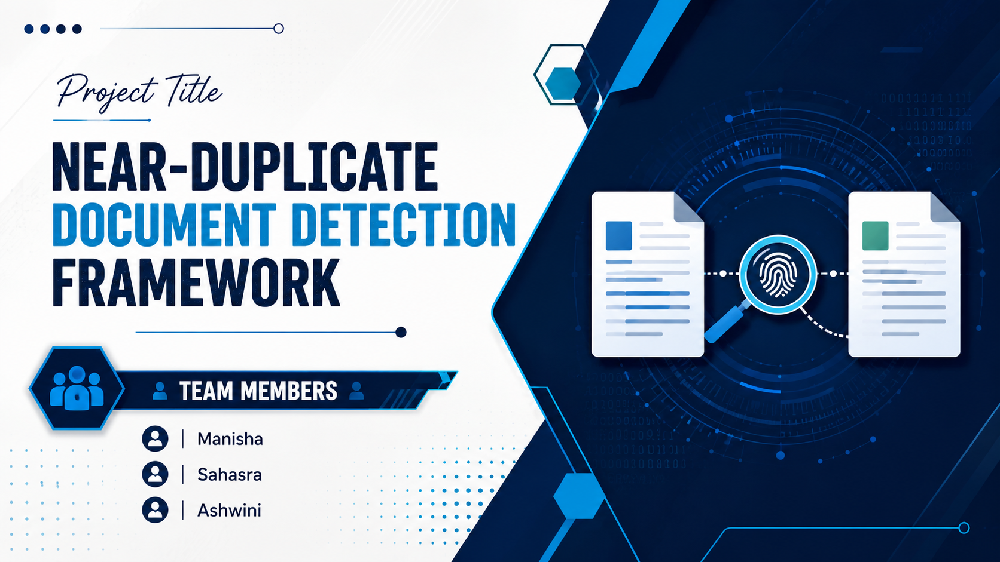 Project Title
NEAR-DUPLICATE
DOCUMENT DETECTION
FRAMEWORK
TEAM MEMBERS
Manisha
Sahasra
Ashwini